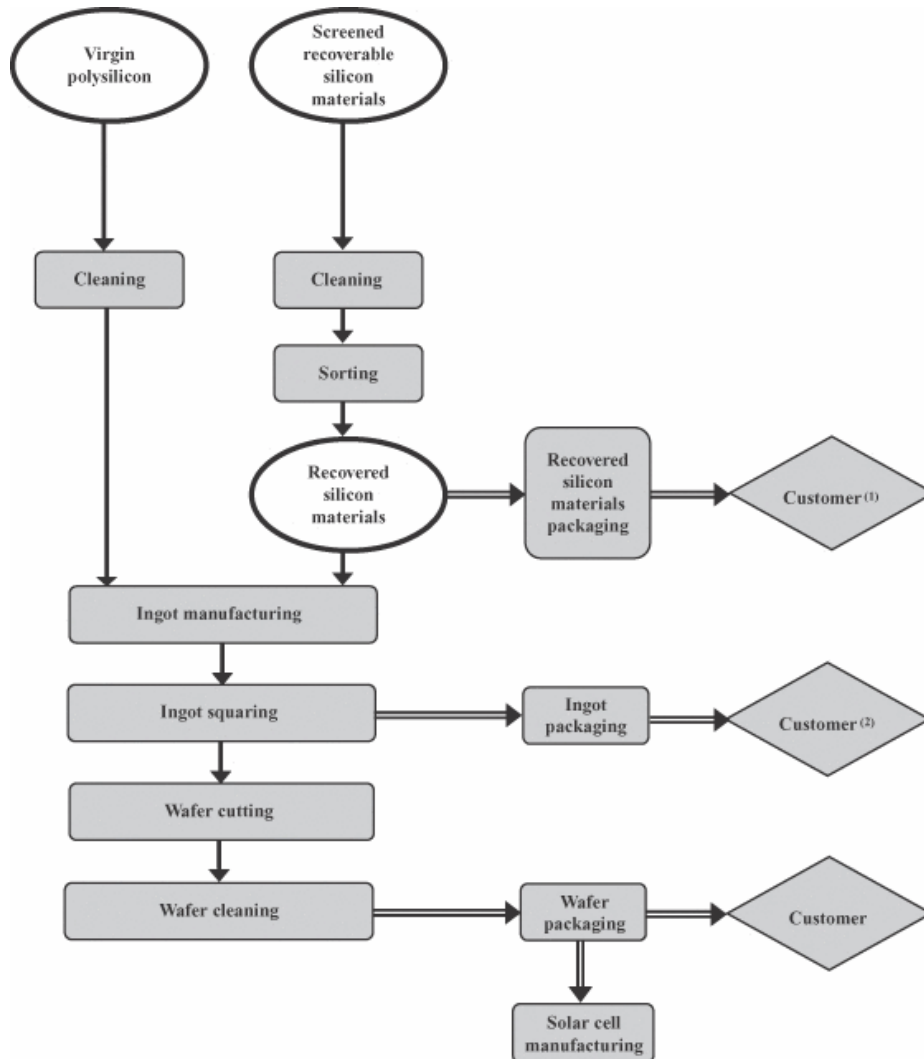 Virgin
polysilicon
Screened
recoverable
silicon
materials
Cleaning
Cleaning
Sorting
Recovered
silicon
materials
Recovered
silicon
materials
packaging
Customer (1)
Ingot manufacturing
Ingot squaring
Ingot
packaging
Customer (2)
Wafer cutting
Wafer cleaning
Wafer
packaging
Customer
Solar cell
manufacturing